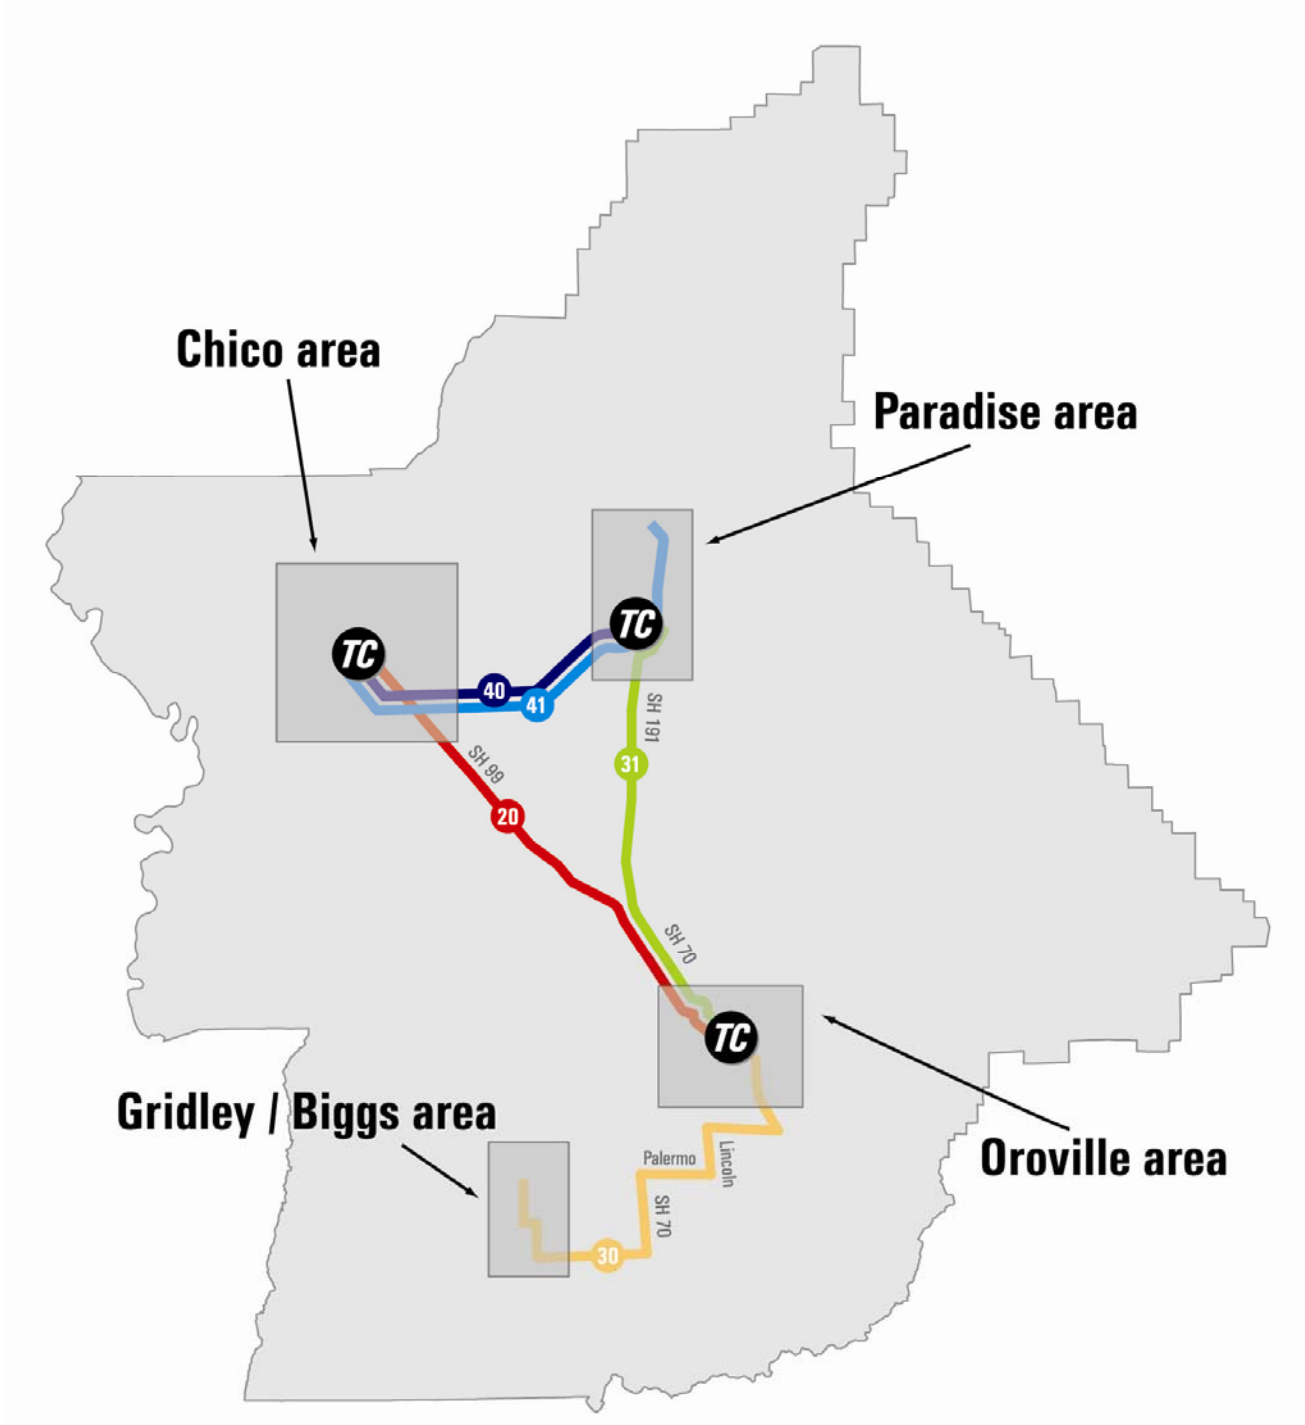 Chico area
Paradise area
TC
TC
40
41
SH 191
SH 99
31
20
SH 70
TC
Gridley / Biggs area
Oroville area
Palermo
Lincoln
SH 70
30